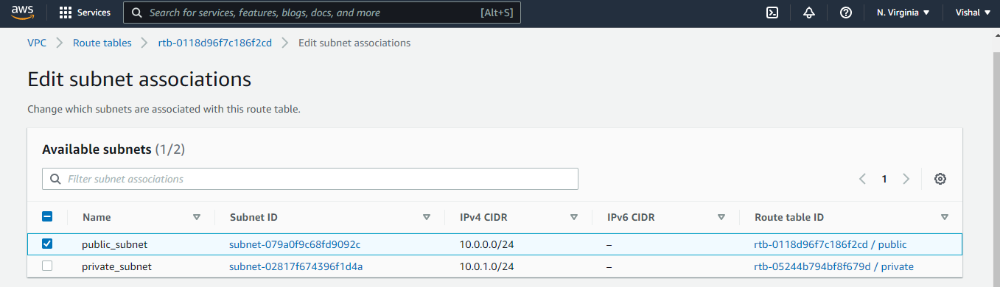 aws Services Search for services, features, blogs, docs, and more [Alt+S] N. Virginia Vishal
VPC Route tables rtb-0118d96f7c186f2cd Edit subnet associations
Edit subnet associations
Change which subnets are associated with this route table.
Available subnets (1/2)
Filter subnet associations 1
Name Subnet ID IPv4 CIDR IPv6 CIDR Route table ID
public_subnet subnet-079a0f9c68fd9092c 10.0.0.0/24 – rtb-0118d96f7c186f2cd / public
private_subnet subnet-02817f674396f1d4a 10.0.1.0/24 – rtb-05244b794bf8f679d / private